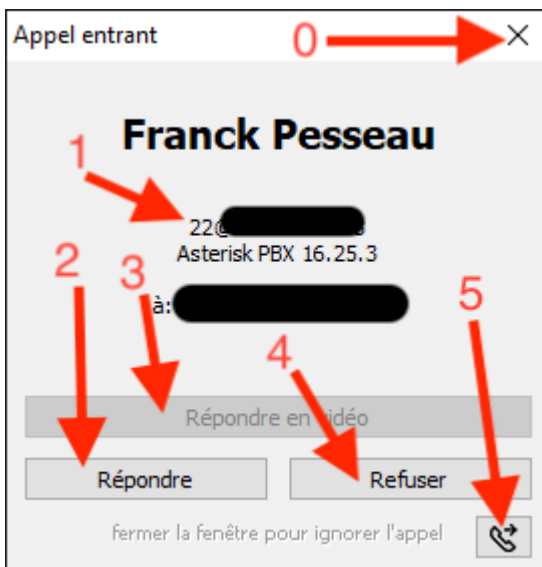 Appel entrant 0
Franck Pesseau
1
22@
Asterisk PBX 16.25.3
2 3 à: 5
4
Répondre en vidéo
Répondre Refuser
fermer la fenêtre pour ignorer l'appel